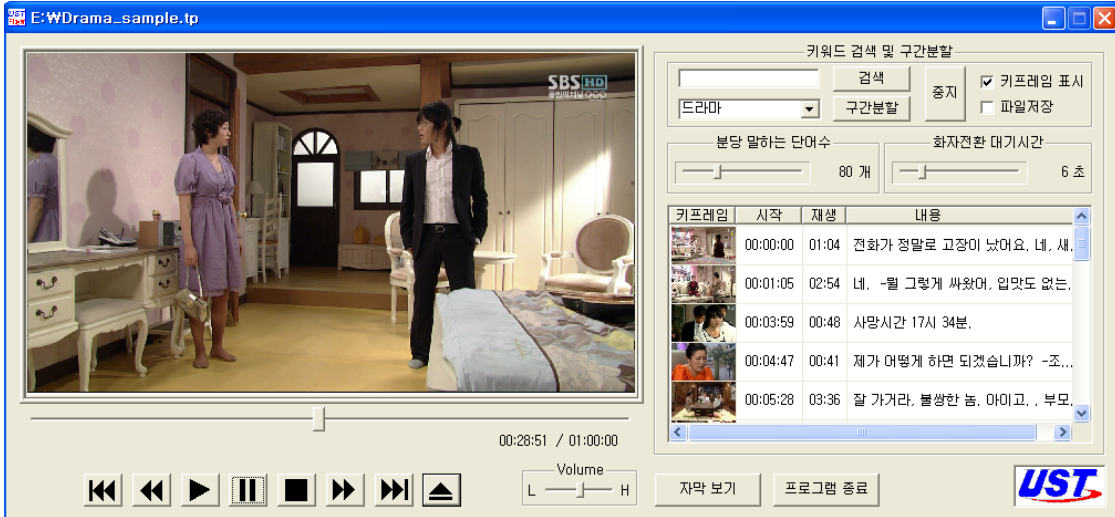 E:₩Drama_sample.tp
SBS HD
키워드 검색 및 구간분할
검색
중지
키프레임 표시
드라마
구간분할
파일저장
분당 말하는 단어수
80 개
화자전환 대기시간
6 초
키프레임 시작 재생 내용
00:00:00 01:04 전화가 정말로 고장이 났어요. 네, 새.
00:01:05 02:54 네. -뭘 그렇게 싸왔어, 입맛도 없는.
00:03:59 00:48 사망시간 17시 34분.
00:04:47 00:41 제가 어떻게 하면 되겠습니까? -조...
00:05:28 03:36 잘 가거라, 불쌍한 놈. 아이고. . 부모.
00:28:51 / 01:00:00
Volume
L H
자막 보기
프로그램 종료
UST